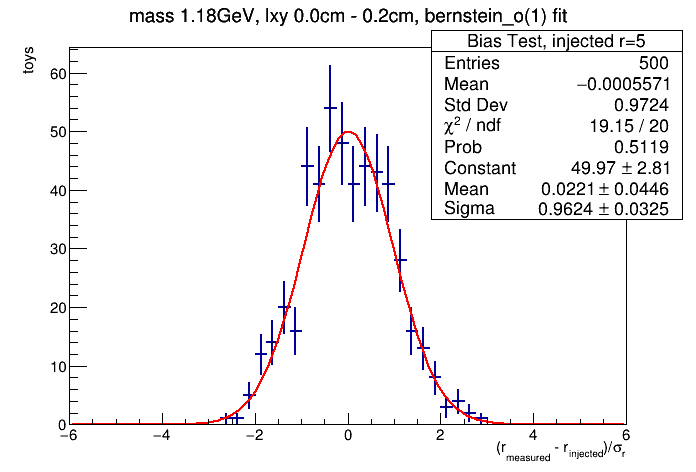 mass 1.18GeV, lxy 0.0cm - 0.2cm, bernstein_o(1) fit
toys
Bias Test, injected r=5
Entries 500
Mean −0.0005571
Std Dev 0.9724
χ² / ndf 19.15 / 20
Prob 0.5119
Constant 49.97 ± 2.81
Mean 0.0221 ± 0.0446
Sigma 0.9624 ± 0.0325
60
50
40
30
20
10
0
−6 −4 −2 0 2 4 6
(r_measured - r_injected)/σ_r